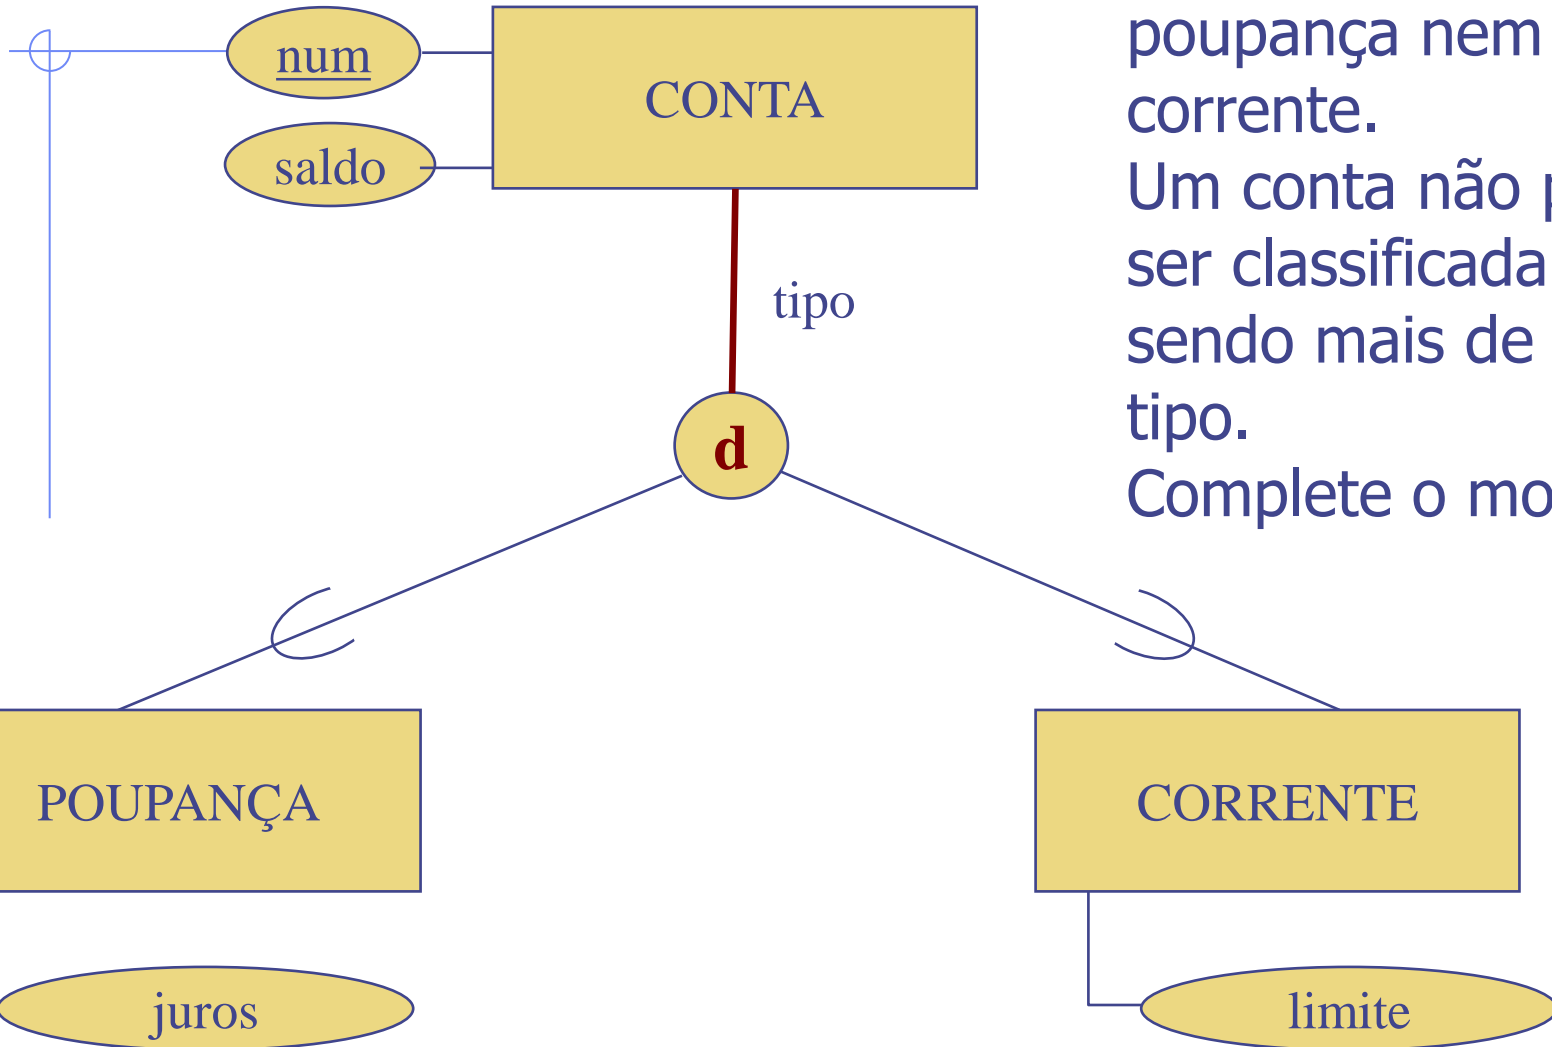 num
CONTA
saldo
poupança nem
corrente.
Um conta não
ser classificada
sendo mais de
tipo.
Complete o
tipo
d
POUPANÇA
CORRENTE
juros
limite